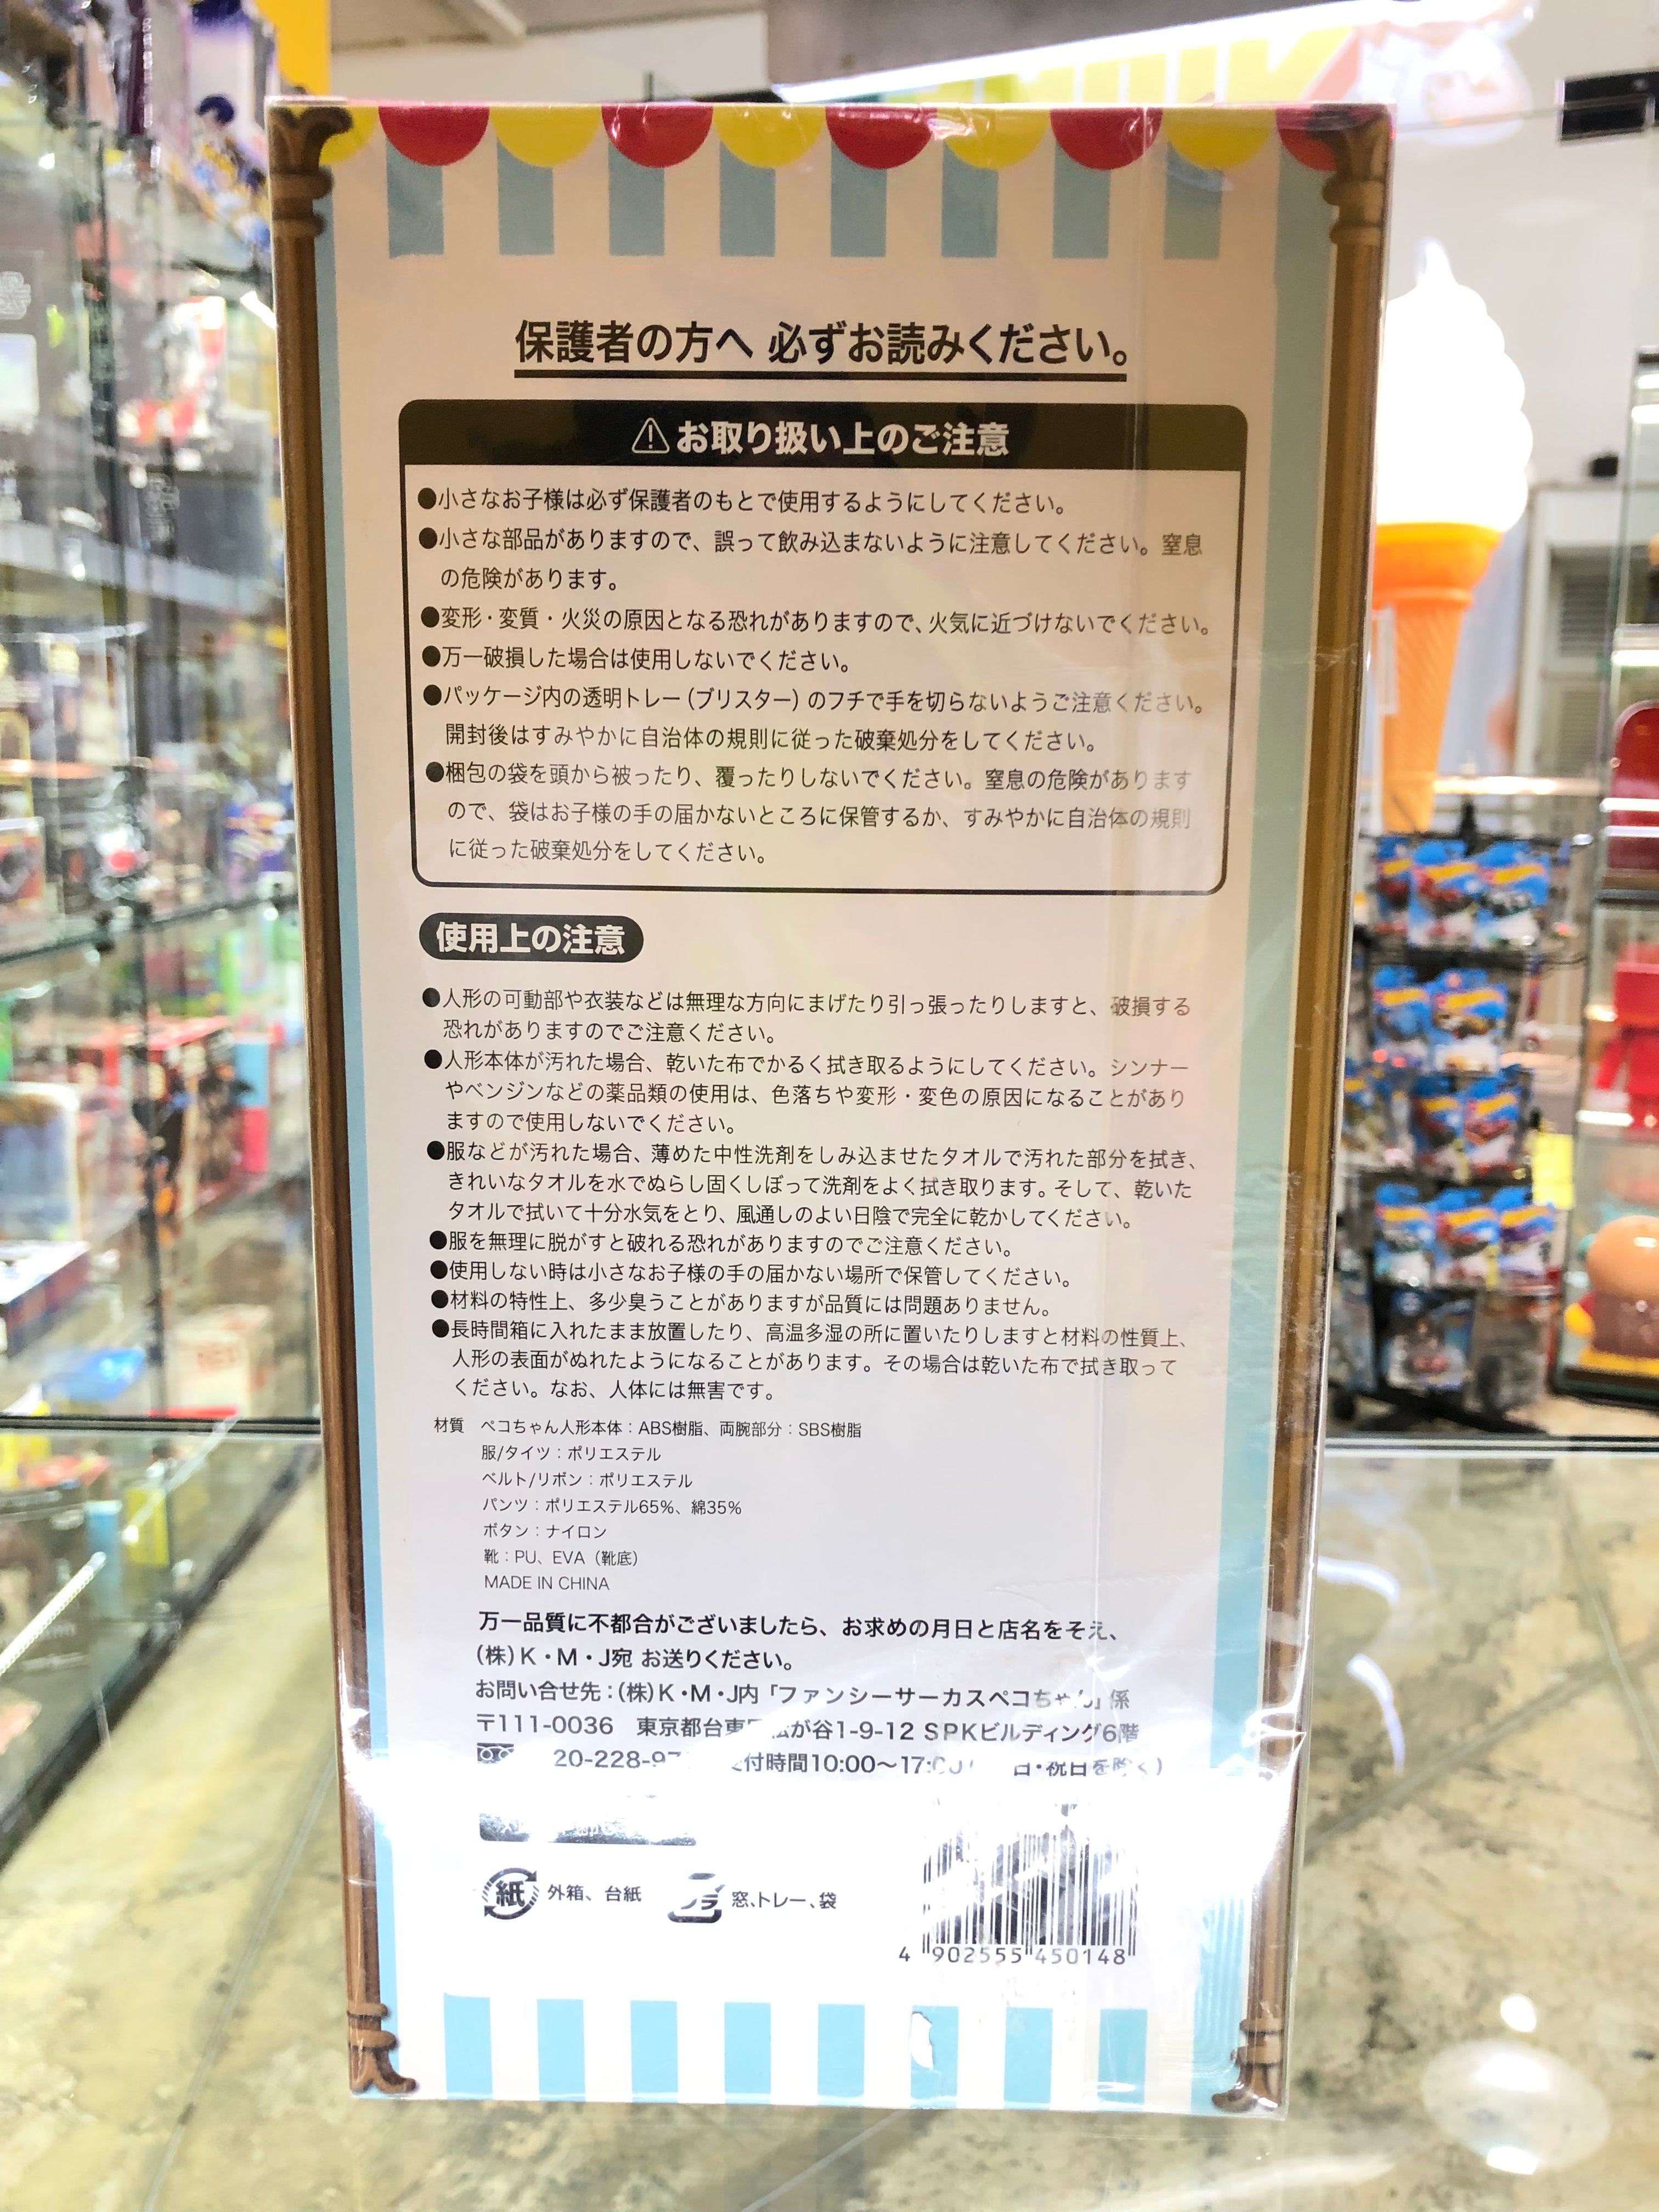 保護者の方へ 必ずお読みください。
⚠お取り扱い上のご注意
●小さなお子様は必ず保護者のもとで使用するようにしてください。
●小さな部品がありますので、誤って飲み込まないように注意してください。窒息
の危険があります。
●変形・変質・火災の原因となる恐れがありますので、火気に近づけないでください。
●万一破損した場合は使用しないでください。
●パッケージ内の透明トレー(ブリスター)のフチで手を切らないようご注意ください。
開封後はすみやかに自治体の規則に従った破棄処分をしてください。
●梱包の袋を頭から被ったり、覆ったりしないでください。窒息の危険があります
ので、袋はお子様の手の届かないところに保管するか、すみやかに自治体の規則
に従った破棄処分をしてください。
使用上の注意
●人形の可動部や衣装などは無理な方向にまげたり引っ張ったりしますと、破損する
恐れがありますのでご注意ください。
●人形本体が汚れた場合、乾いた布でかるく拭き取るようにしてください。シンナー
やベンジンなどの薬品類の使用は、色落ちや変形・変色の原因になることがあり
ますので使用しないでください。
●服などが汚れた場合、薄めた中性洗剤をしみ込ませたタオルで汚れた部分を拭き、
きれいなタオルを水でぬらし固くしぼって洗剤をよく拭き取ります。そして、乾いた
タオルで拭いて十分水気をとり、風通しのよい日陰で完全に乾かしてください。
●服を無理に脱がすと破れる恐れがありますのでご注意ください。
●使用しない時は小さなお子様の手の届かない場所で保管してください。
●材料の特性上、多少臭うことがありますが品質には問題ありません。
●長時間箱に入れたまま放置したり、高温多湿の所に置いたりしますと材料の性質上、
人形の表面がぬれたようになることがあります。その場合は乾いた布で拭き取って
ください。なお、人体には無害です。
材質 ペコちゃん人形本体：ABS樹脂、両腕部分：SBS樹脂
服/タイツ：ポリエステル
ベルト/リボン：ポリエステル
パンツ：ポリエステル65%、綿35%
ボタン：ナイロン
靴：PU、EVA（靴底）
MADE IN CHINA
万一品質に不都合がございましたら、お求めの月日と店名をそえ、
(株)K・M・J宛 お送りください。
お問い合せ先：(株)K・M・J内「ファンシーサーカスペコちゃん」係
〒111-0036 東京都台東区松が谷1-9-12 SPKビルディング6階
20-228-97 付時間10:00～17:00 日・祝日を除く)
紙 外箱、台紙 プラ 窓、トレー、袋
4 902555 450148